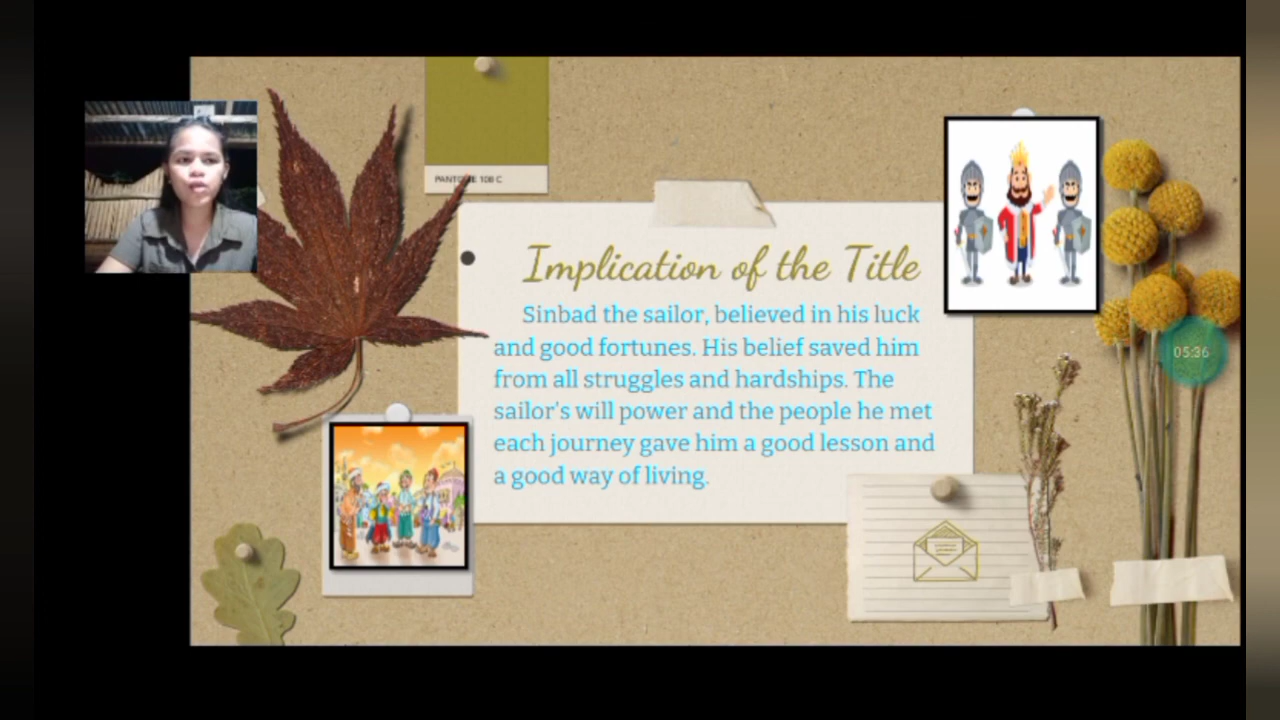 PANTONE 108 C
Implication of the Title
Sinbad the sailor, believed in his luck
and good fortunes. His belief saved him
from all struggles and hardships. The
sailor's will power and the people he met
each journey gave him a good lesson and
a good way of living.
05:36